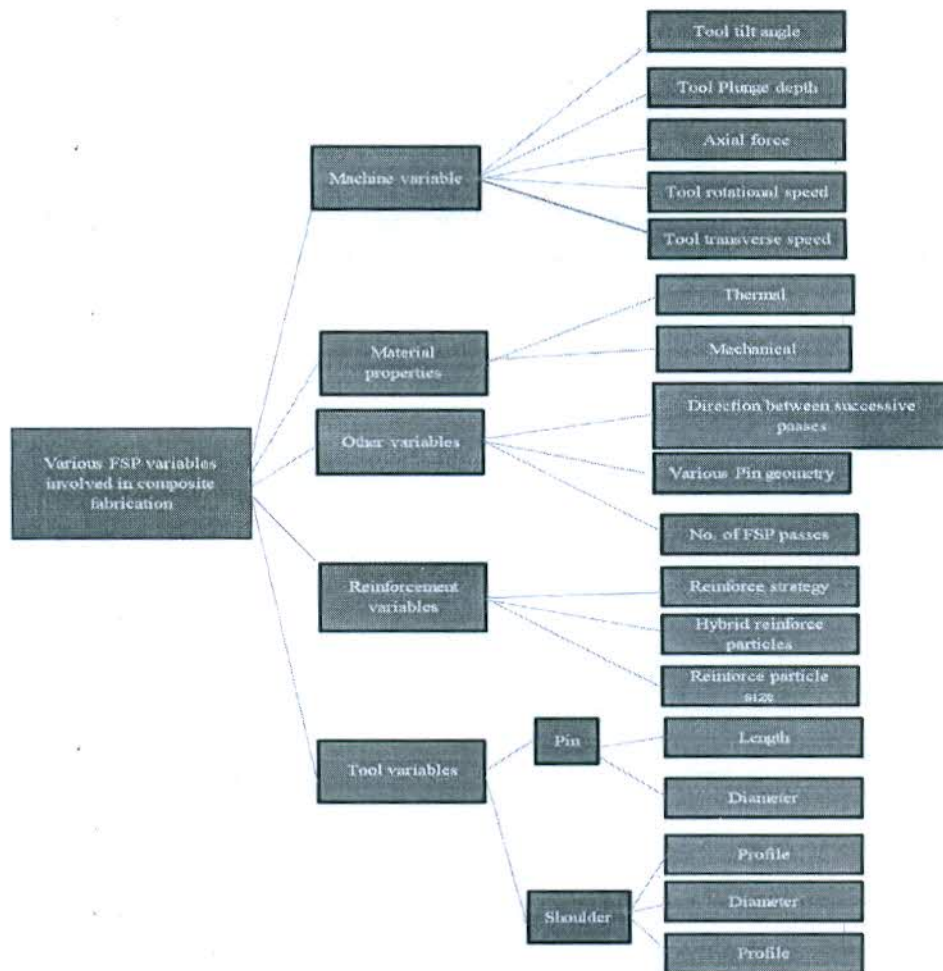 Tool tilt angle
Tool Plunge depth
Axial force
Machine variable
Tool rotational speed
Tool transverse speed
Thermal
Material
properties
Mechanical
Other variables
Direction between successive
passes
Various FSP variables
involved in composite
fabrication
Various Pin geometry
No. of FSP passes
Reinforcement
variables
Reinforce strategy
Hybrid reinforce
particles
Reinforce particle
size
Tool variables
Pin
Length
Diameter
Shoulder
Profile
Diameter
Profile